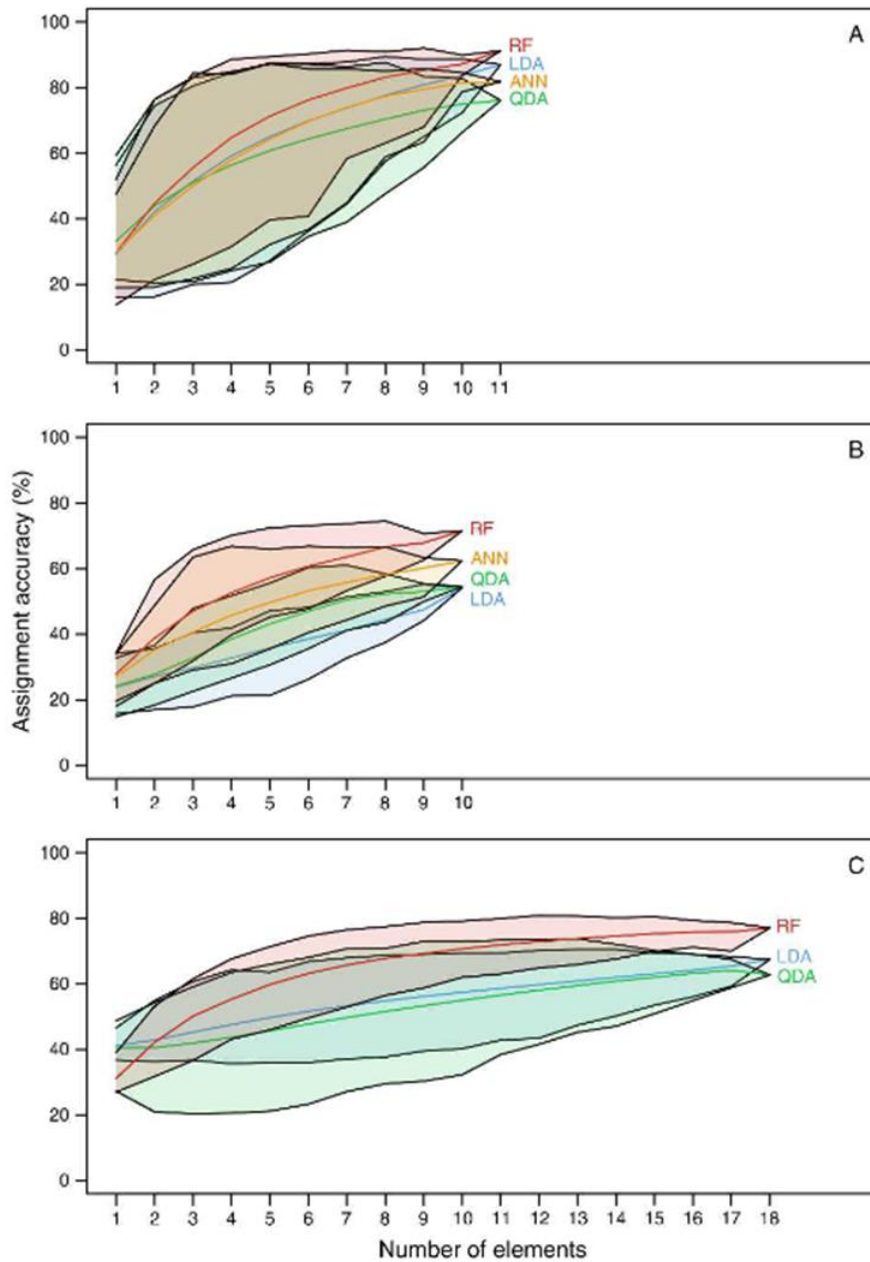 A
100
80
60
40
20
0
RF
LDA
ANN
QDA
1 2 3 4 5 6 7 8 9 10 11
B
100
80
60
40
20
0
RF
ANN
QDA
LDA
1 2 3 4 5 6 7 8 9 10
Assignment accuracy (%)
C
100
80
60
40
20
0
RF
LDA
QDA
1 2 3 4 5 6 7 8 9 10 11 12 13 14 15 16 17 18
Number of elements